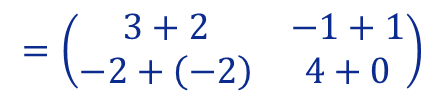 = ( 3 + 2 −1 + 1
−2 + (−2) 4 + 0 )